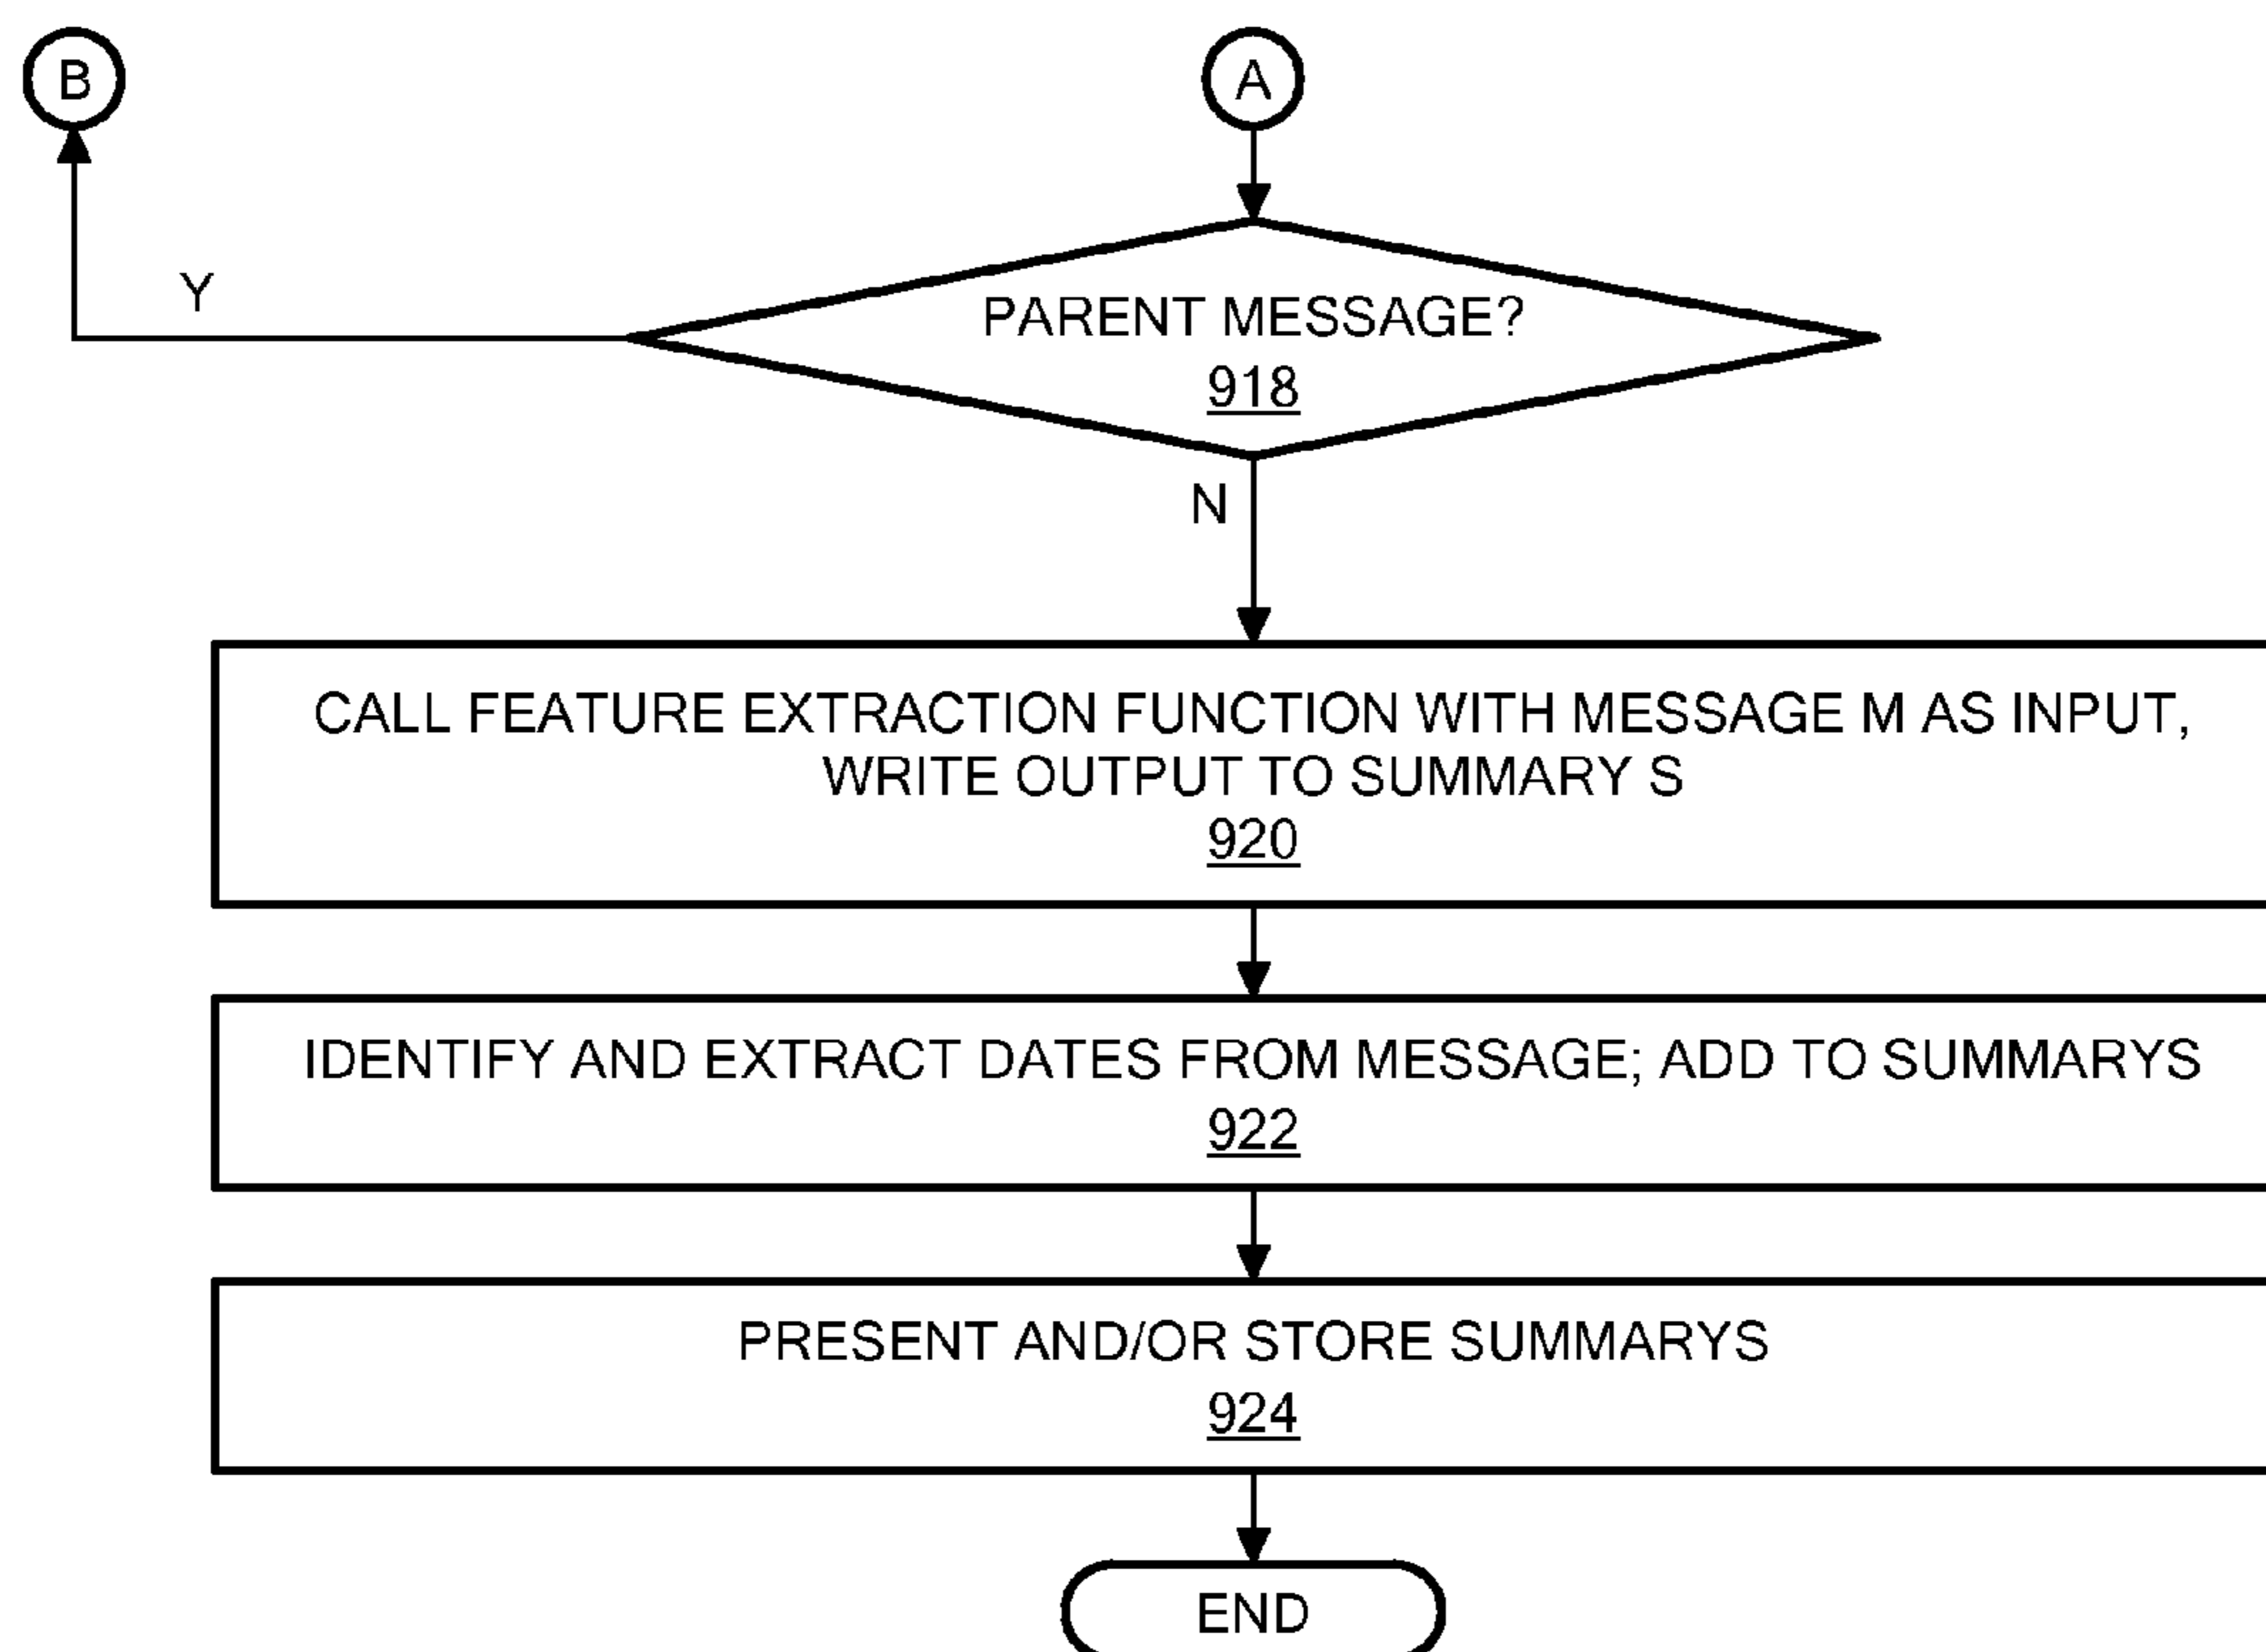 B
A
Y
PARENT MESSAGE?
918
N
CALL FEATURE EXTRACTION FUNCTION WITH MESSAGE M AS INPUT,
WRITE OUTPUT TO SUMMARY S
920
IDENTIFY AND EXTRACT DATES FROM MESSAGE; ADD TO SUMMARYS
922
PRESENT AND/OR STORE SUMMARYS
924
END